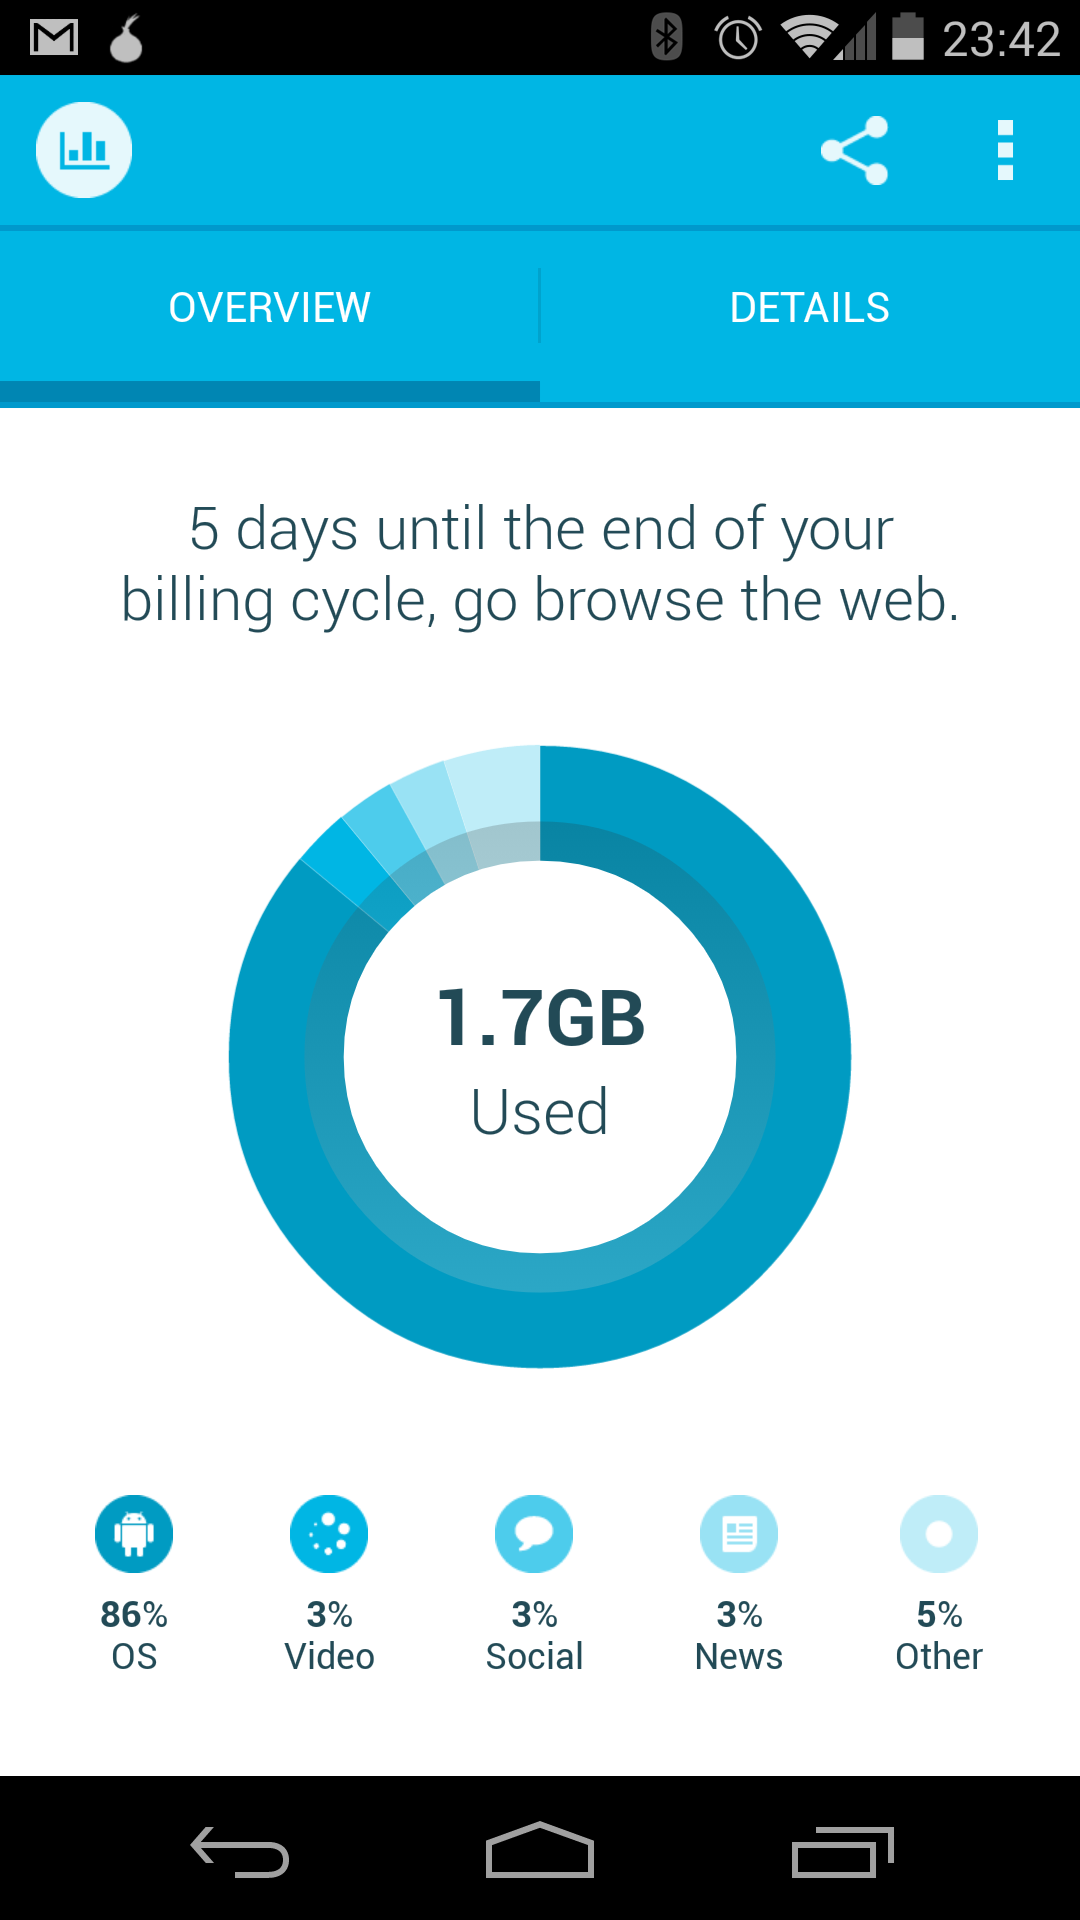 23:42
OVERVIEW
DETAILS
5 days until the end of your
billing cycle, go browse the web.
1.7GB
Used
86%
OS
3%
Video
3%
Social
3%
News
5%
Other